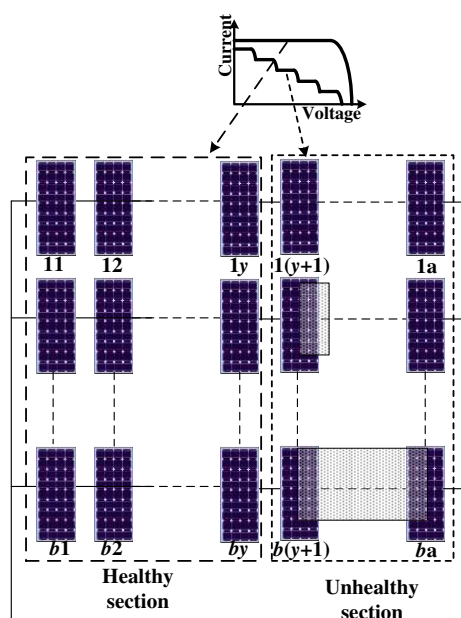 Current
Voltage
11 12 1y 1(y+1) 1a
b1 b2 by b(y+1) ba
Healthy
section
Unhealthy
section